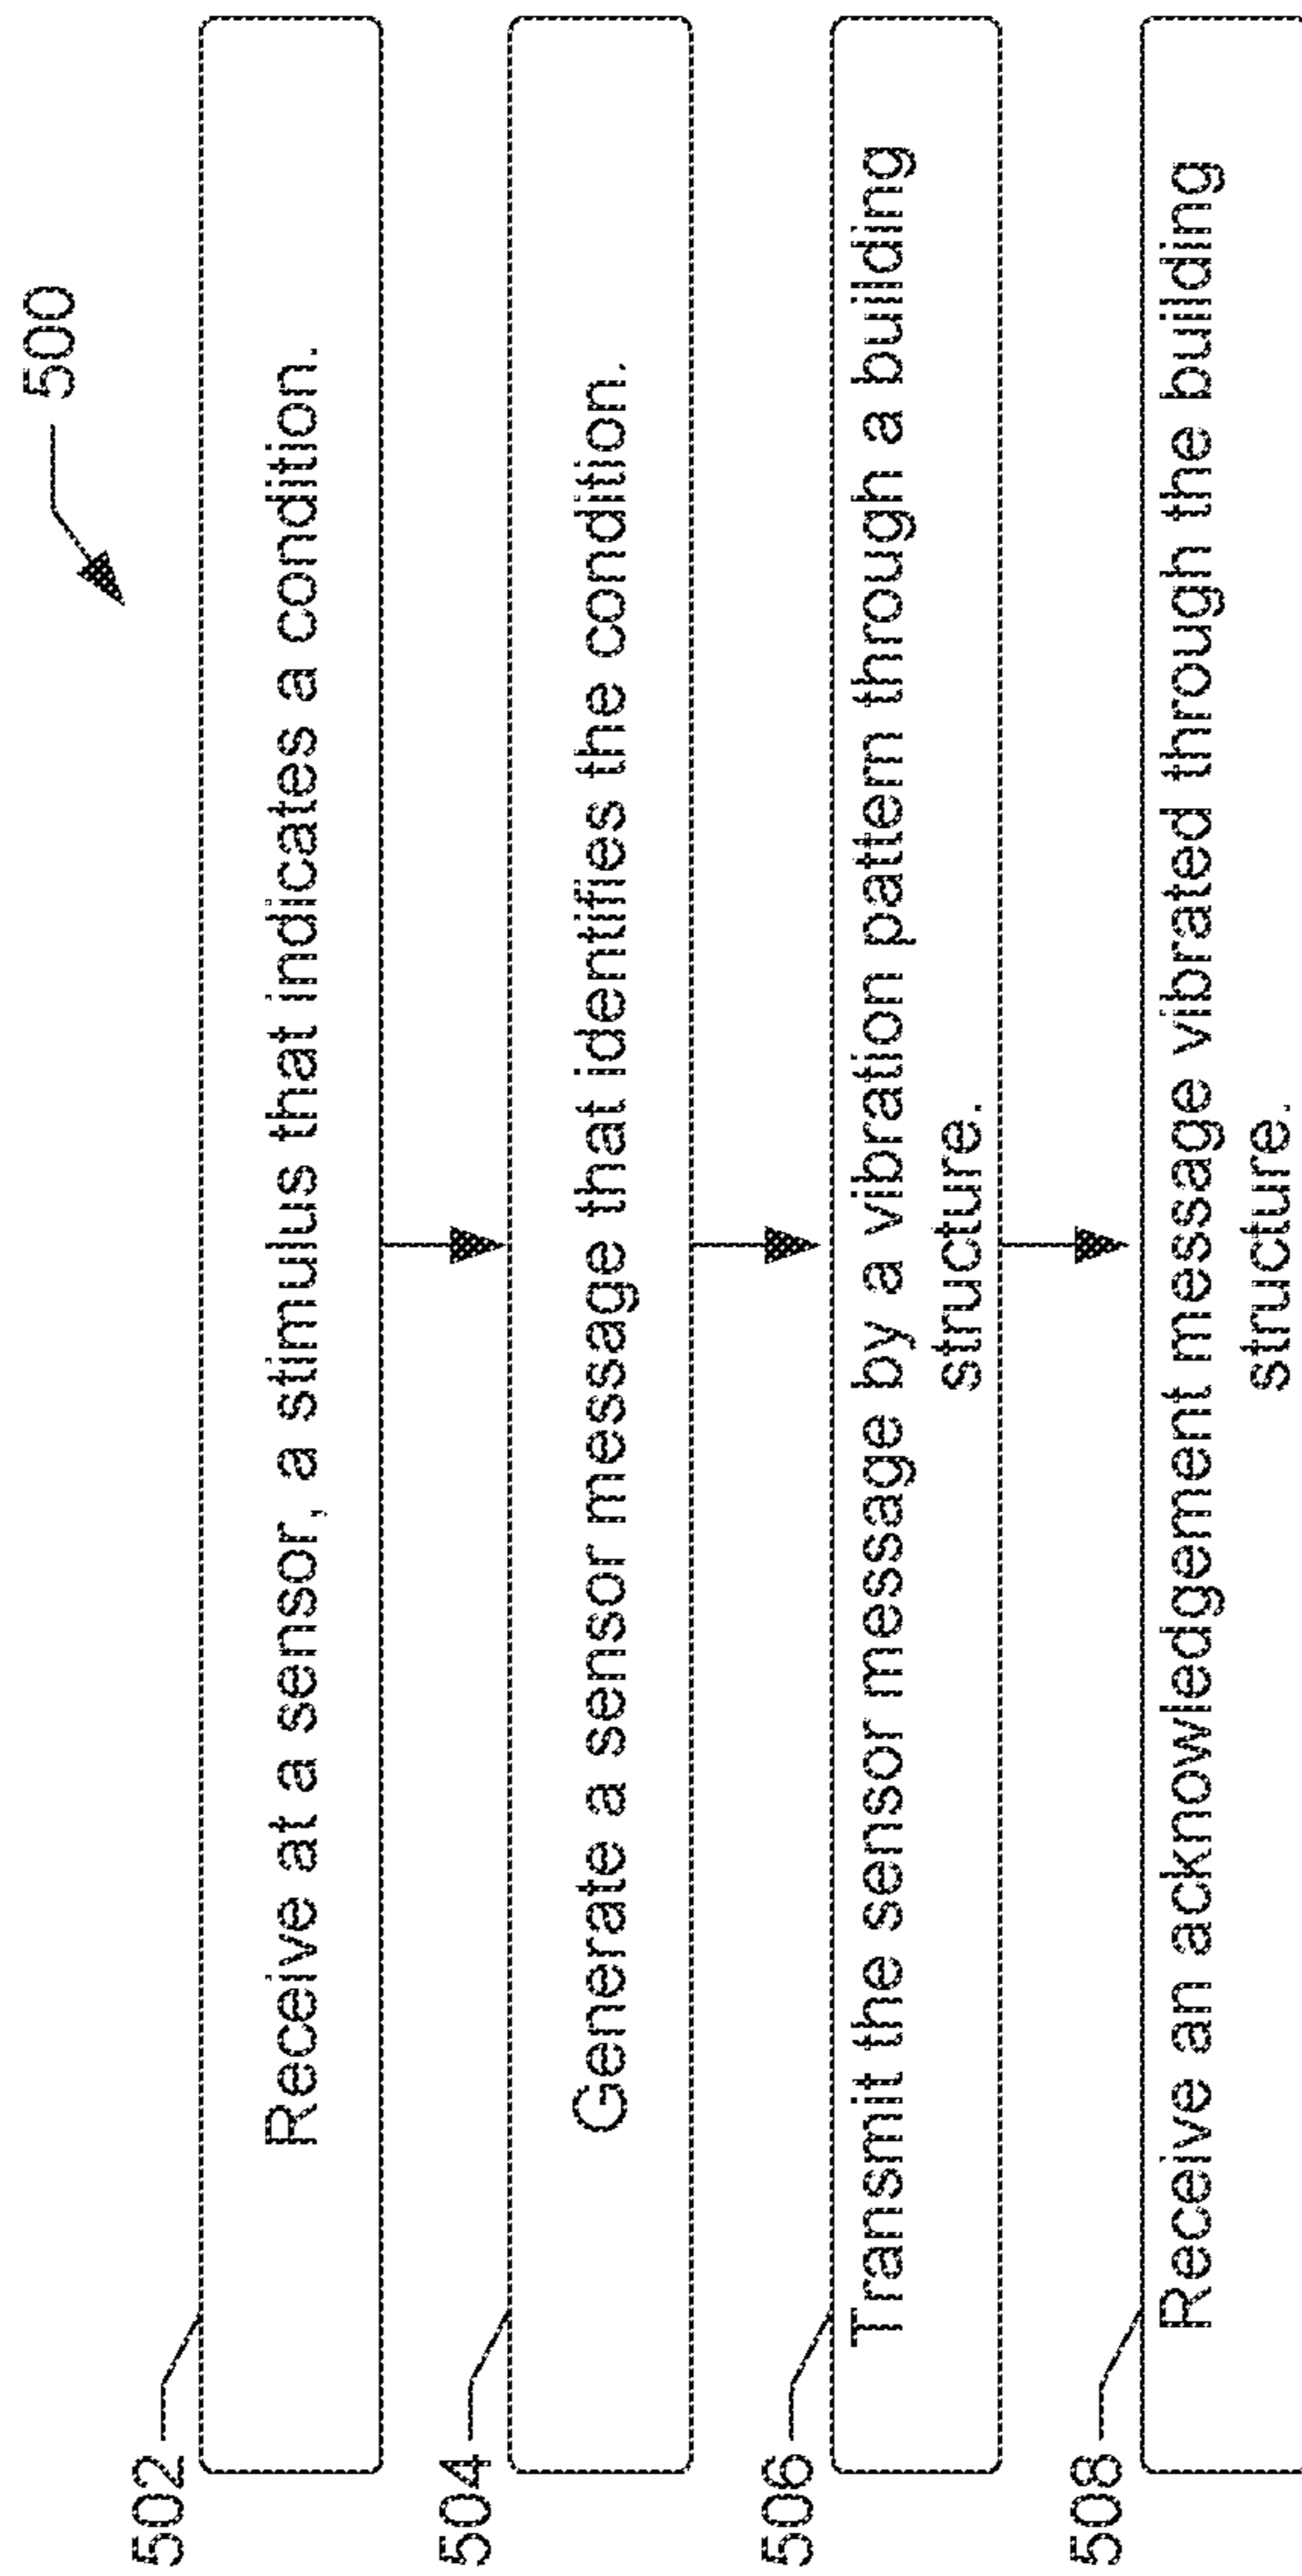 500
502
Receive at a sensor, a stimulus that indicates a condition.
504
Generate a sensor message that identifies the condition.
506
Transmit the sensor message by a vibration pattern through a building
structure.
508
Receive an acknowledgement message vibrated through the building
structure.